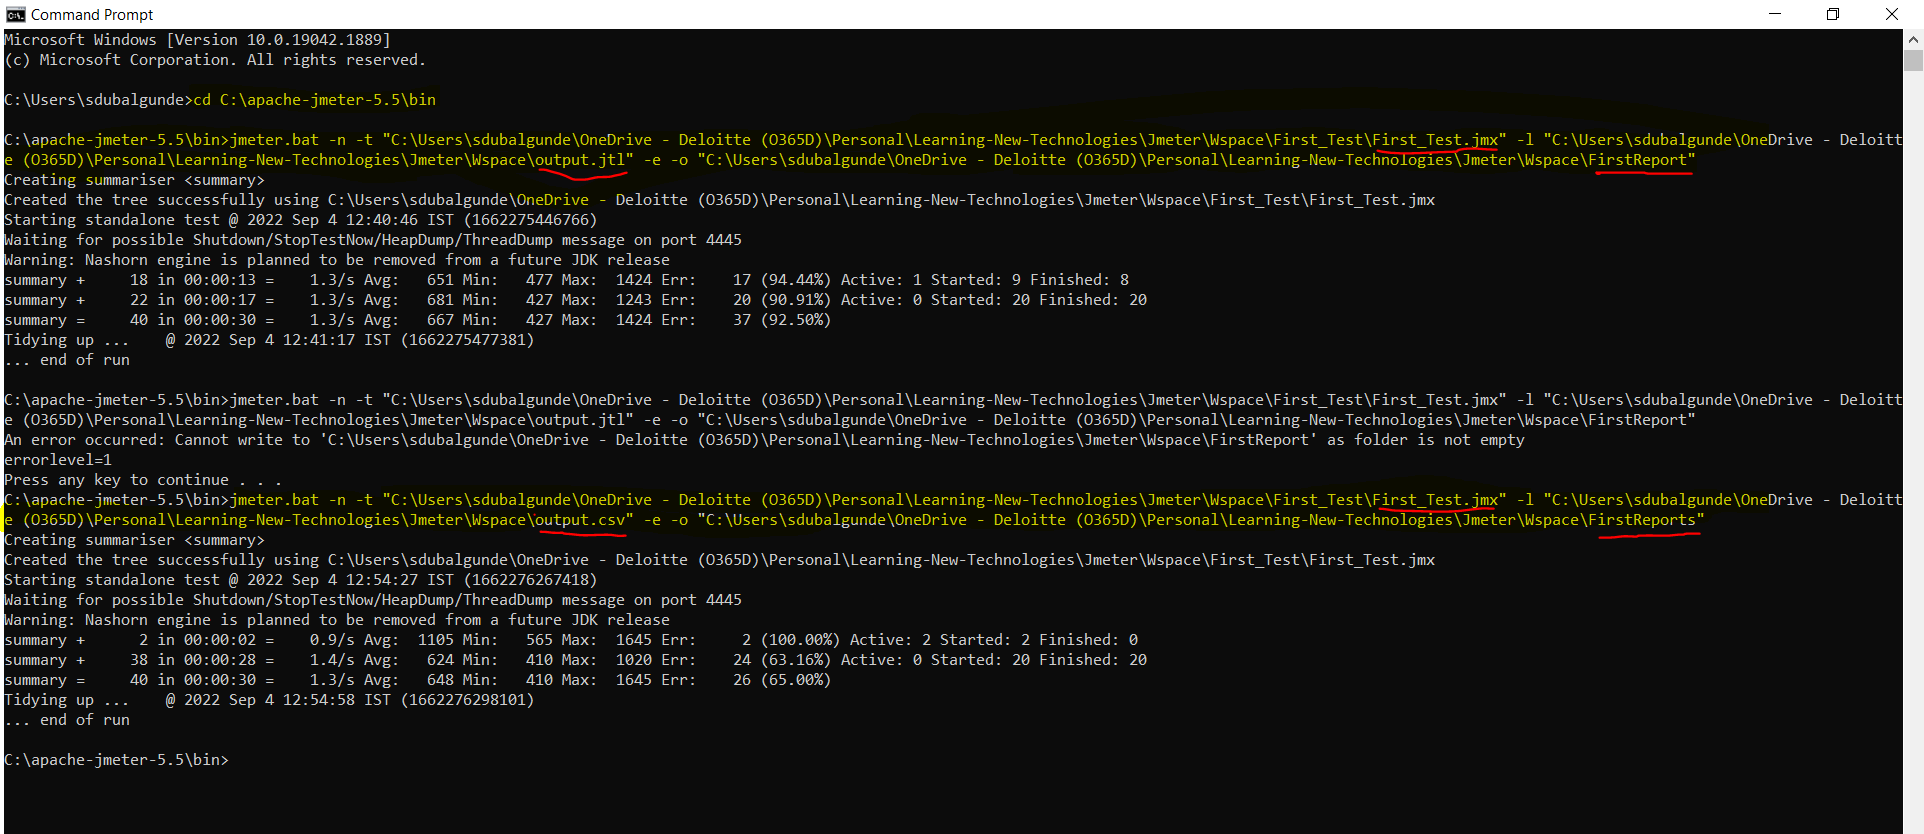 Command Prompt
Microsoft Windows [Version 10.0.19042.1889]
(c) Microsoft Corporation. All rights reserved.
C:\Users\sdubalgunde>cd C:\apache-jmeter-5.5\bin
C:\apache-jmeter-5.5\bin>jmeter.bat -n -t "C:\Users\sdubalgunde\OneDrive - Deloitte (O365D)\Personal\Learning-New-Technologies\Jmeter\Wspace\First_Test\First_Test.jmx" -l "C:\Users\sdubalgunde\OneDrive - Deloitt
e (O365D)\Personal\Learning-New-Technologies\Jmeter\Wspace\output.jtl" -e -o "C:\Users\sdubalgunde\OneDrive - Deloitte (O365D)\Personal\Learning-New-Technologies\Jmeter\Wspace\FirstReport"
Creating summariser <summary>
Created the tree successfully using C:\Users\sdubalgunde\OneDrive - Deloitte (O365D)\Personal\Learning-New-Technologies\Jmeter\Wspace\First_Test\First_Test.jmx
Starting standalone test @ 2022 Sep 4 12:40:46 IST (1662275446766)
Waiting for possible Shutdown/StopTestNow/HeapDump/ThreadDump message on port 4445
Warning: Nashorn engine is planned to be removed from a future JDK release
summary +     18 in 00:00:13 =    1.3/s Avg:   651 Min:   477 Max:  1424 Err:    17 (94.44%) Active: 1 Started: 9 Finished: 8
summary +     22 in 00:00:17 =    1.3/s Avg:   681 Min:   427 Max:  1243 Err:    20 (90.91%) Active: 0 Started: 20 Finished: 20
summary =     40 in 00:00:30 =    1.3/s Avg:   667 Min:   427 Max:  1424 Err:    37 (92.50%)
Tidying up ...    @ 2022 Sep 4 12:41:17 IST (1662275477381)
... end of run
C:\apache-jmeter-5.5\bin>jmeter.bat -n -t "C:\Users\sdubalgunde\OneDrive - Deloitte (O365D)\Personal\Learning-New-Technologies\Jmeter\Wspace\First_Test\First_Test.jmx" -l "C:\Users\sdubalgunde\OneDrive - Deloitt
e (O365D)\Personal\Learning-New-Technologies\Jmeter\Wspace\output.jtl" -e -o "C:\Users\sdubalgunde\OneDrive - Deloitte (O365D)\Personal\Learning-New-Technologies\Jmeter\Wspace\FirstReport"
An error occurred: Cannot write to 'C:\Users\sdubalgunde\OneDrive - Deloitte (O365D)\Personal\Learning-New-Technologies\Jmeter\Wspace\FirstReport' as folder is not empty
errorlevel=1
Press any key to continue . . .
C:\apache-jmeter-5.5\bin>jmeter.bat -n -t "C:\Users\sdubalgunde\OneDrive - Deloitte (O365D)\Personal\Learning-New-Technologies\Jmeter\Wspace\First_Test\First_Test.jmx" -l "C:\Users\sdubalgunde\OneDrive - Deloitt
e (O365D)\Personal\Learning-New-Technologies\Jmeter\Wspace\output.csv" -e -o "C:\Users\sdubalgunde\OneDrive - Deloitte (O365D)\Personal\Learning-New-Technologies\Jmeter\Wspace\FirstReports"
Creating summariser <summary>
Created the tree successfully using C:\Users\sdubalgunde\OneDrive - Deloitte (O365D)\Personal\Learning-New-Technologies\Jmeter\Wspace\First_Test\First_Test.jmx
Starting standalone test @ 2022 Sep 4 12:54:27 IST (1662276267418)
Waiting for possible Shutdown/StopTestNow/HeapDump/ThreadDump message on port 4445
Warning: Nashorn engine is planned to be removed from a future JDK release
summary +      2 in 00:00:02 =    0.9/s Avg:  1105 Min:   565 Max:  1645 Err:     2 (100.00%) Active: 2 Started: 2 Finished: 0
summary +     38 in 00:00:28 =    1.4/s Avg:   624 Min:   410 Max:  1020 Err:    24 (63.16%) Active: 0 Started: 20 Finished: 20
summary =     40 in 00:00:30 =    1.3/s Avg:   648 Min:   410 Max:  1645 Err:    26 (65.00%)
Tidying up ...    @ 2022 Sep 4 12:54:58 IST (1662276298101)
... end of run
C:\apache-jmeter-5.5\bin>